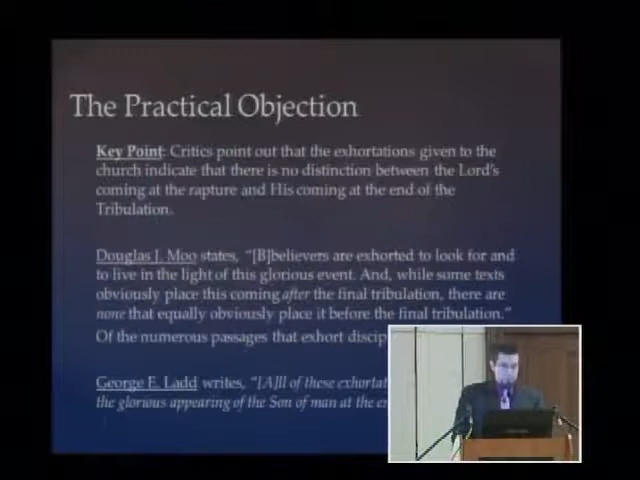 The Practical Objection
Key Point: Critics point out that the exhortations given to the
church indicate that there is no distinction between the Lord's
coming at the rapture and His coming at the end of the
Tribulation.
Douglas J. Moo states, "[B]believers are exhorted to look for and
to live in the light of this glorious event. And, while some texts
obviously place this coming after the final tribulation, there are
none that equally obviously place it before the final tribulation."
Of the numerous passages that exhort
George E. Ladd writes, "[A]ll of these
the glorious appearing of the Son of man at the